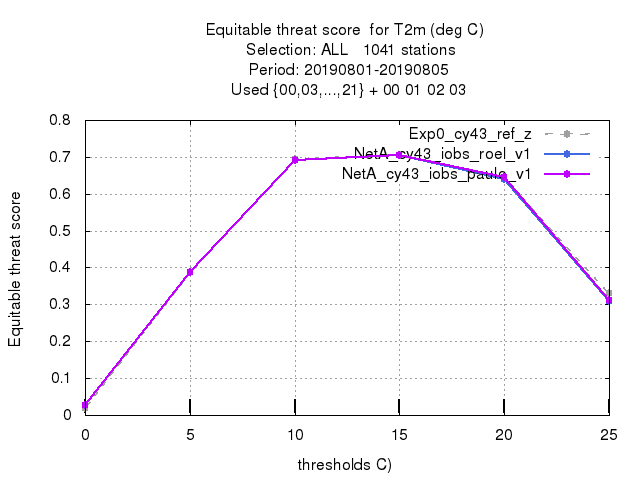 Equitable threat score for T2m (deg C)
Selection: ALL 1041 stations
Period: 20190801-20190805
Used {00,03,...,21} + 00 01 02 03
Exp0_cy43_ref_z
NetA_cy43_iobs_roel_v1
NetA_cy43_iobs_paulo_v1
Equitable threat score
0.8
0.7
0.6
0.5
0.4
0.3
0.2
0.1
0
0 5 10 15 20 25
thresholds C)